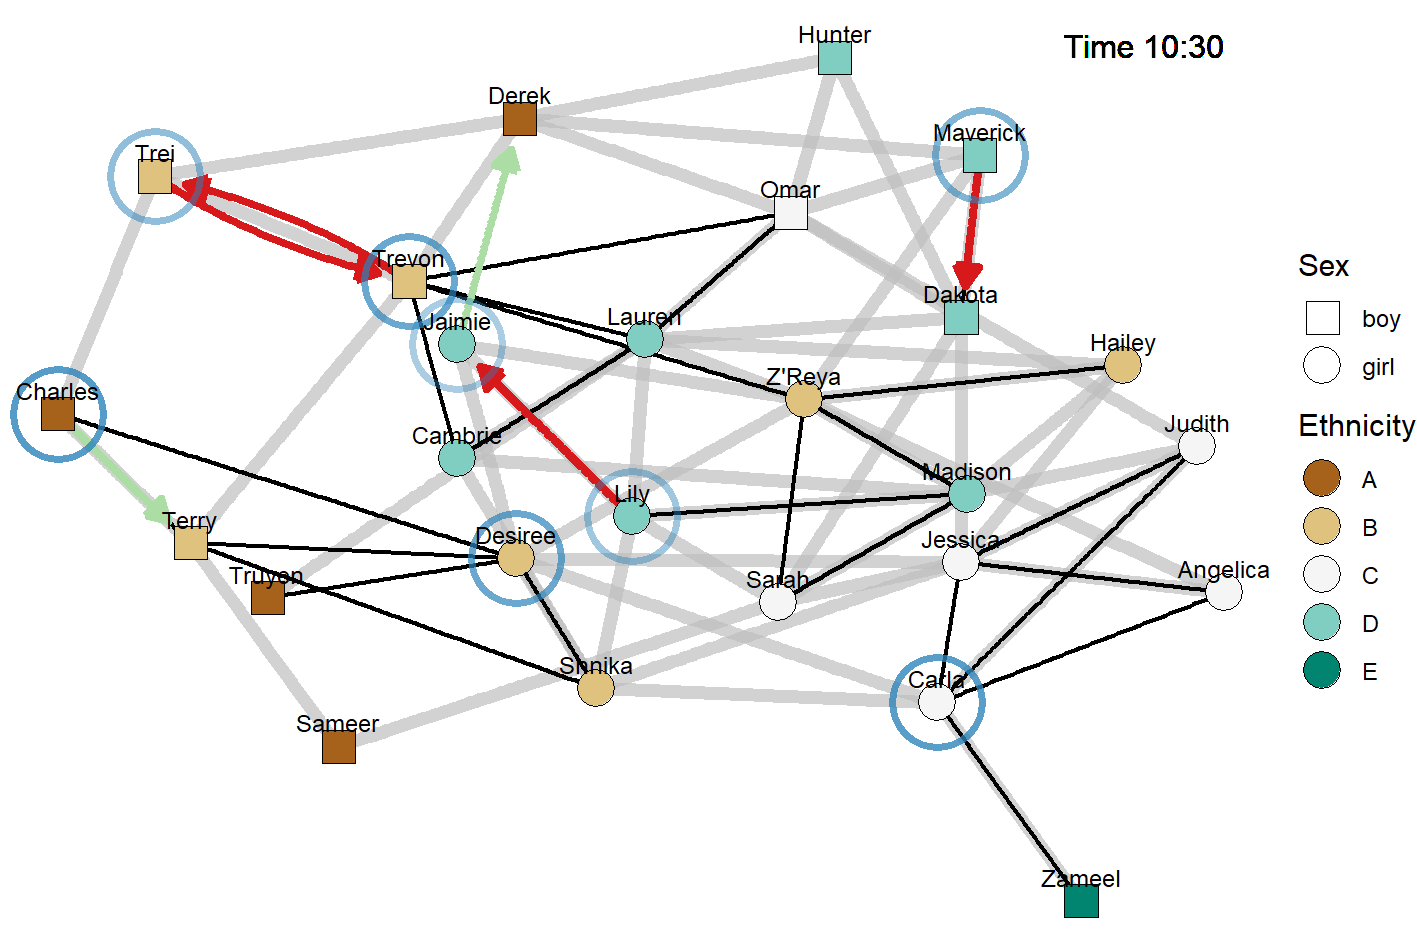 Hunter
Time 10:30
Derek
Maverick
Trei
Omar
Trevon
Sex
Dakota
Jaimie
Lauren
boy
Hailey
girl
Z'Reya
Charles
Judith
Ethnicity
Cambrie
Madison
A
Lily
Terry
B
Desiree
Jessica
Truyen
Sarah
Angelica
C
D
Shnika
Carla
E
Sameer
Zameel